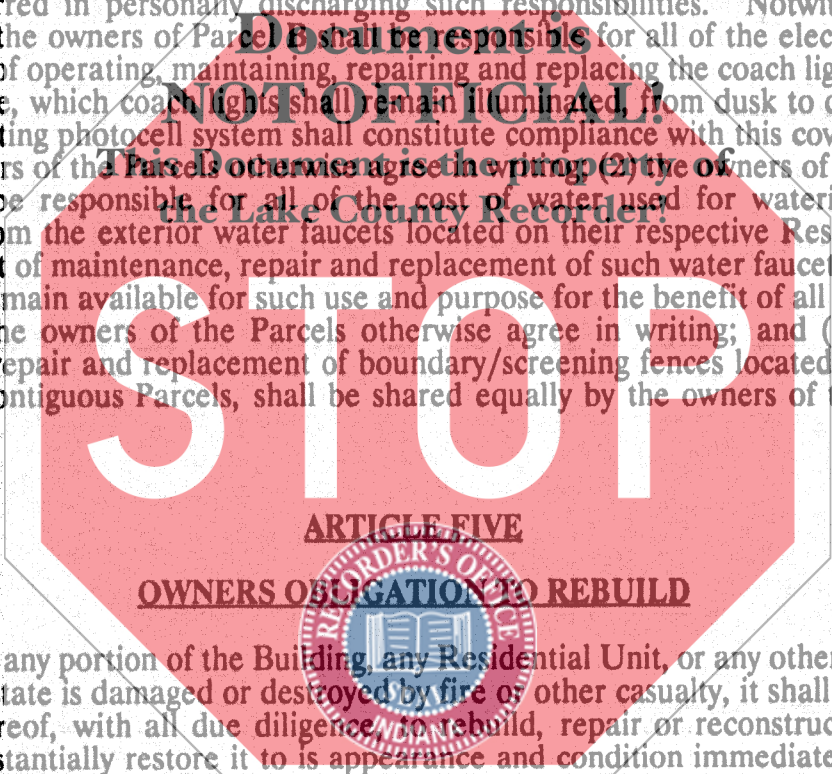 red in personally discharging such responsibilities. Notwi
the owners of Parcel B shall be responsible for all of the elec
of operating, maintaining, repairing and replacing the coach lig
e, which coach lights shall remain illuminated, from dusk to d
ting photocell system shall constitute compliance with this cov
rs of the Parcels otherwise agree in writing; (2) the owners of
be responsible for all of the cost of water used for water
om the exterior water faucets located on their respective Res
t of maintenance, repair and replacement of such water faucet
main available for such use and purpose for the benefit of all
he owners of the Parcels otherwise agree in writing; and (
epair and replacement of boundary/screening fences located
ontiguous Parcels, shall be shared equally by the owners of t
Document is
NOT OFFICIAL!
This Document is the property of
the Lake County Recorder!
STOP
ARTICLE FIVE
OWNERS OBLIGATION TO REBUILD
RECORDER'S OFFICE
INDIANA
any portion of the Building, any Residential Unit, or any other
tate is damaged or destroyed by fire or other casualty, it shall
reof, with all due diligence, to rebuild, repair or reconstruc
stantially restore it to is appearance and condition immediate